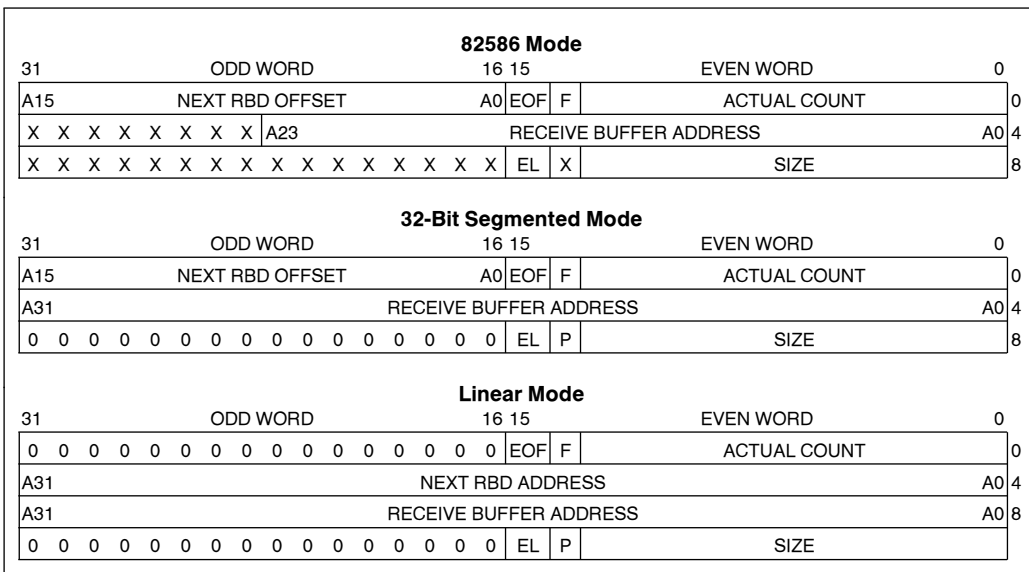 82586 Mode
31 ODD WORD 16 15 EVEN WORD 0
A15 NEXT RBD OFFSET A0 EOF F ACTUAL COUNT 0
X X X X X X X X A23 RECEIVE BUFFER ADDRESS A0 4
X X X X X X X X X X X X X X X X EL X SIZE 8
32-Bit Segmented Mode
31 ODD WORD 16 15 EVEN WORD 0
A15 NEXT RBD OFFSET A0 EOF F ACTUAL COUNT 0
A31 RECEIVE BUFFER ADDRESS A0 4
0 0 0 0 0 0 0 0 0 0 0 0 0 0 0 0 EL P SIZE 8
Linear Mode
31 ODD WORD 16 15 EVEN WORD 0
0 0 0 0 0 0 0 0 0 0 0 0 0 0 0 0 EOF F ACTUAL COUNT 0
A31 NEXT RBD ADDRESS A0 4
A31 RECEIVE BUFFER ADDRESS A0 8
0 0 0 0 0 0 0 0 0 0 0 0 0 0 0 0 EL P SIZE